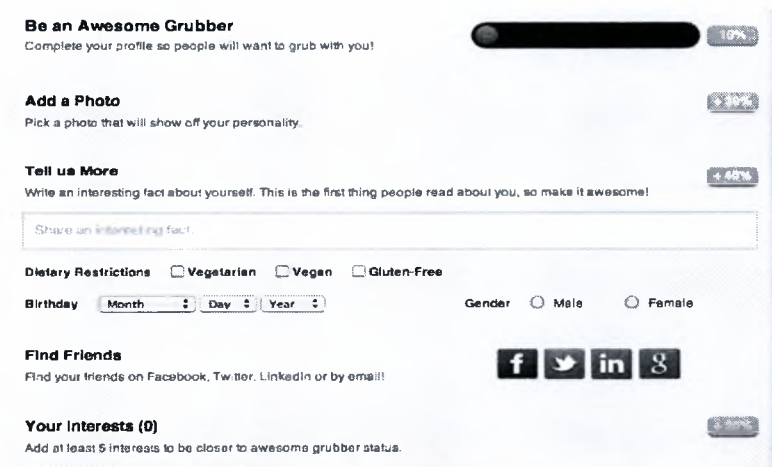 Be an Awesome Grubber
10%
Complete your profile so people will want to grub with you!
Add a Photo
Pick a photo that will show off your personality.
Tell us More
+ 40%
Write an interesting fact about yourself. This is the first thing people read about you, so make it awesome!
Share an interesting fact.
Dietary Restrictions Vegetarian Vegan Gluten-Free
Birthday Month Day Year Gender Male Female
Find Friends
f in g
Find your friends on Facebook, Twitter, LinkedIn or by email!
Your Interests (0)
Add at least 5 interests to be closer to awesome grubber status.